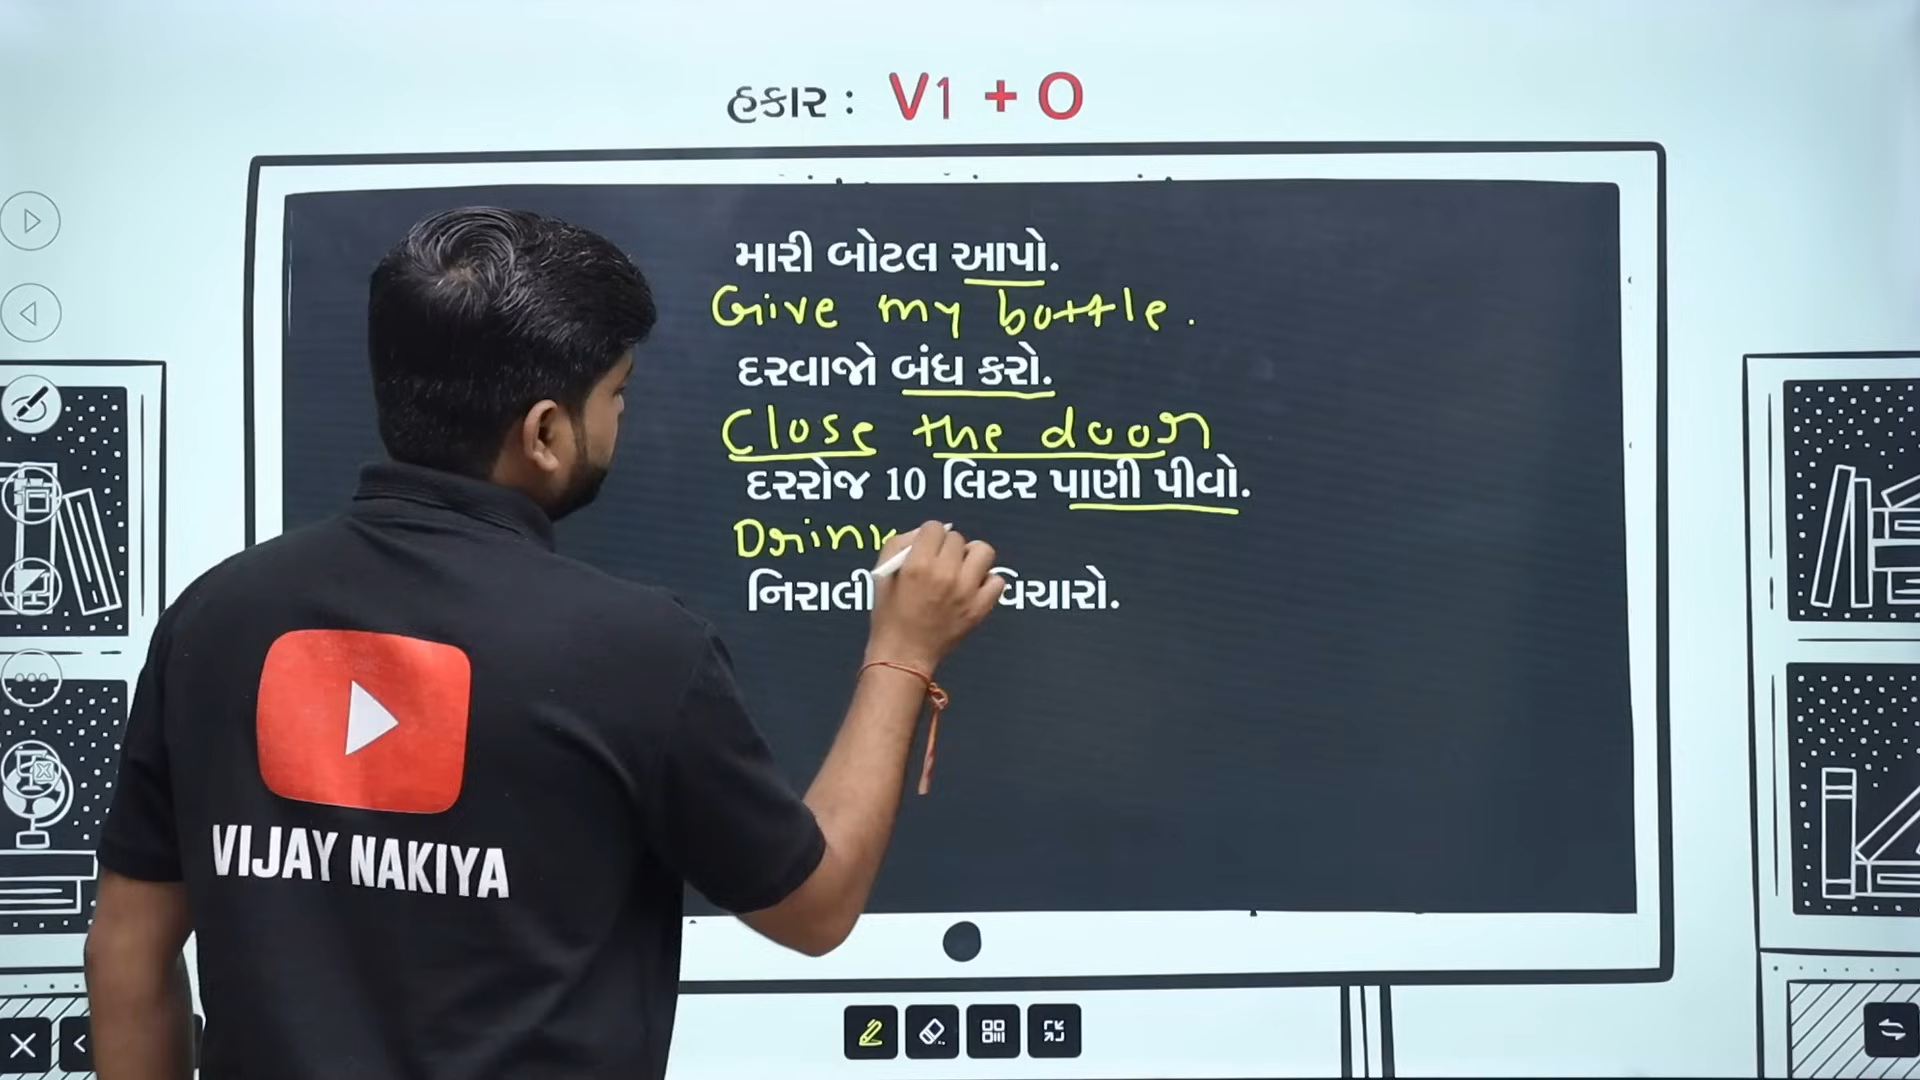 હકાર : V1 + O
મારી બોટલ આપો.
Give my bottle.
દરવાજો બંધ કરો.
Close the door
દરરોજ 10 લિટર પાણી પીવો.
Drink
વિચારો.
VIJAY NAKIYA